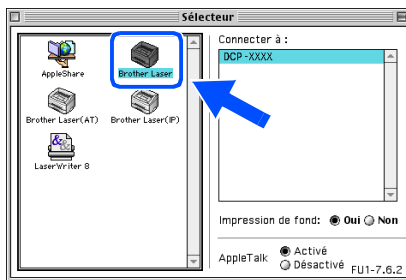 Sélecteur
AppleShare
Brother Laser
Brother Laser(AT)
Brother Laser(IP)
LaserWriter 8
Connecter à :
DCP-XXXX
Impression de fond: Oui Non
AppleTalk Activé
Désactivé
FU1-7.6.2